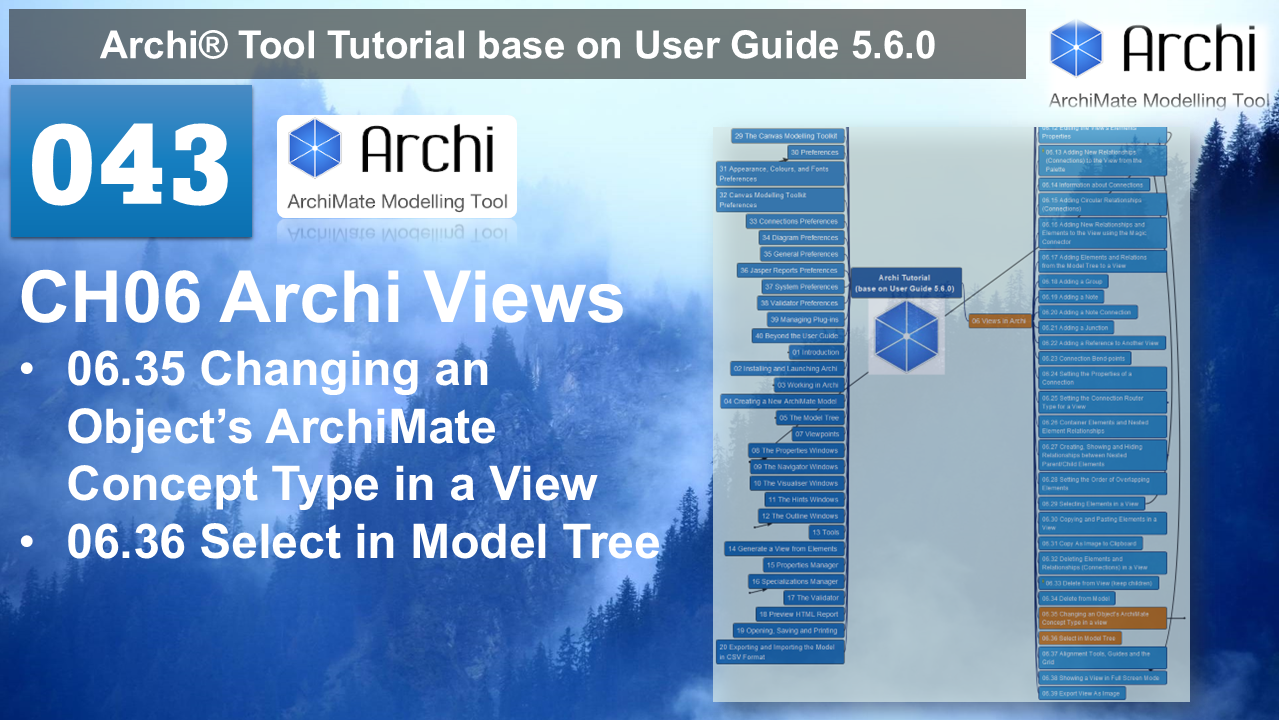 Archi® Tool Tutorial base on User Guide 5.6.0
Archi
ArchiMate Modelling Tool
043
Archi
ArchiMate Modelling Tool
CH06 Archi Views
• 06.35 Changing an
Object’s ArchiMate
Concept Type in a View
• 06.36 Select in Model Tree
29 The Canvas Modelling Toolkit
30 Preferences
31 Appearance, Colours, and Fonts
Preferences
32 Canvas Modelling Toolkit
Preferences
33 Connections Preferences
34 Diagram Preferences
35 General Preferences
36 Jasper Reports Preferences
37 System Preferences
38 Validator Preferences
39 Managing Plug-ins
40 Beyond the User Guide
01 Introduction
02 Installing and Launching Archi
03 Working in Archi
04 Creating a New ArchiMate Model
05 The Model Tree
07 Viewpoints
08 The Properties Windows
09 The Navigator Windows
10 The Visualiser Windows
11 The Hints Windows
12 The Outline Windows
13 Tools
14 Generate a View from Elements
15 Properties Manager
16 Specializations Manager
17 The Validator
18 Preview HTML Report
19 Opening, Saving and Printing
20 Exporting and Importing the Model
in CSV Format
Archi Tutorial
(base on User Guide 5.6.0)
06 Views in Archi
06.12 Editing the View's Elements
Properties
06.13 Adding New Relationships
(Connections) to the View from the
Palette
06.14 Information about Connections
06.15 Adding Circular Relationships
(Connections)
06.16 Adding New Relationships and
Elements to the View using the Magic
Connector
06.17 Adding Elements and Relations
from the Model Tree to a View
06.18 Adding a Group
06.19 Adding a Note
06.20 Adding a Note Connection
06.21 Adding a Junction
06.22 Adding a Reference to Another View
06.23 Connection Bend-points
06.24 Setting the Properties of a
Connection
06.25 Setting the Connection Router
Type for a View
06.26 Container Elements and Nested
Element Relationships
06.27 Creating, Showing and Hiding
Relationships between Nested
Parent/Child Elements
06.28 Setting the Order of Overlapping
Elements
06.29 Selecting Elements in a View
06.30 Copying and Pasting Elements in a
View
06.31 Copy As Image to Clipboard
06.32 Deleting Elements and
Relationships (Connections) in a View
06.33 Delete from View (keep children)
06.34 Delete from Model
06.35 Changing an Object's ArchiMate
Concept Type in a view
06.36 Select in Model Tree
06.37 Alignment Tools, Guides and the
Grid
06.38 Showing a View in Full Screen Mode
06.39 Export View As Image